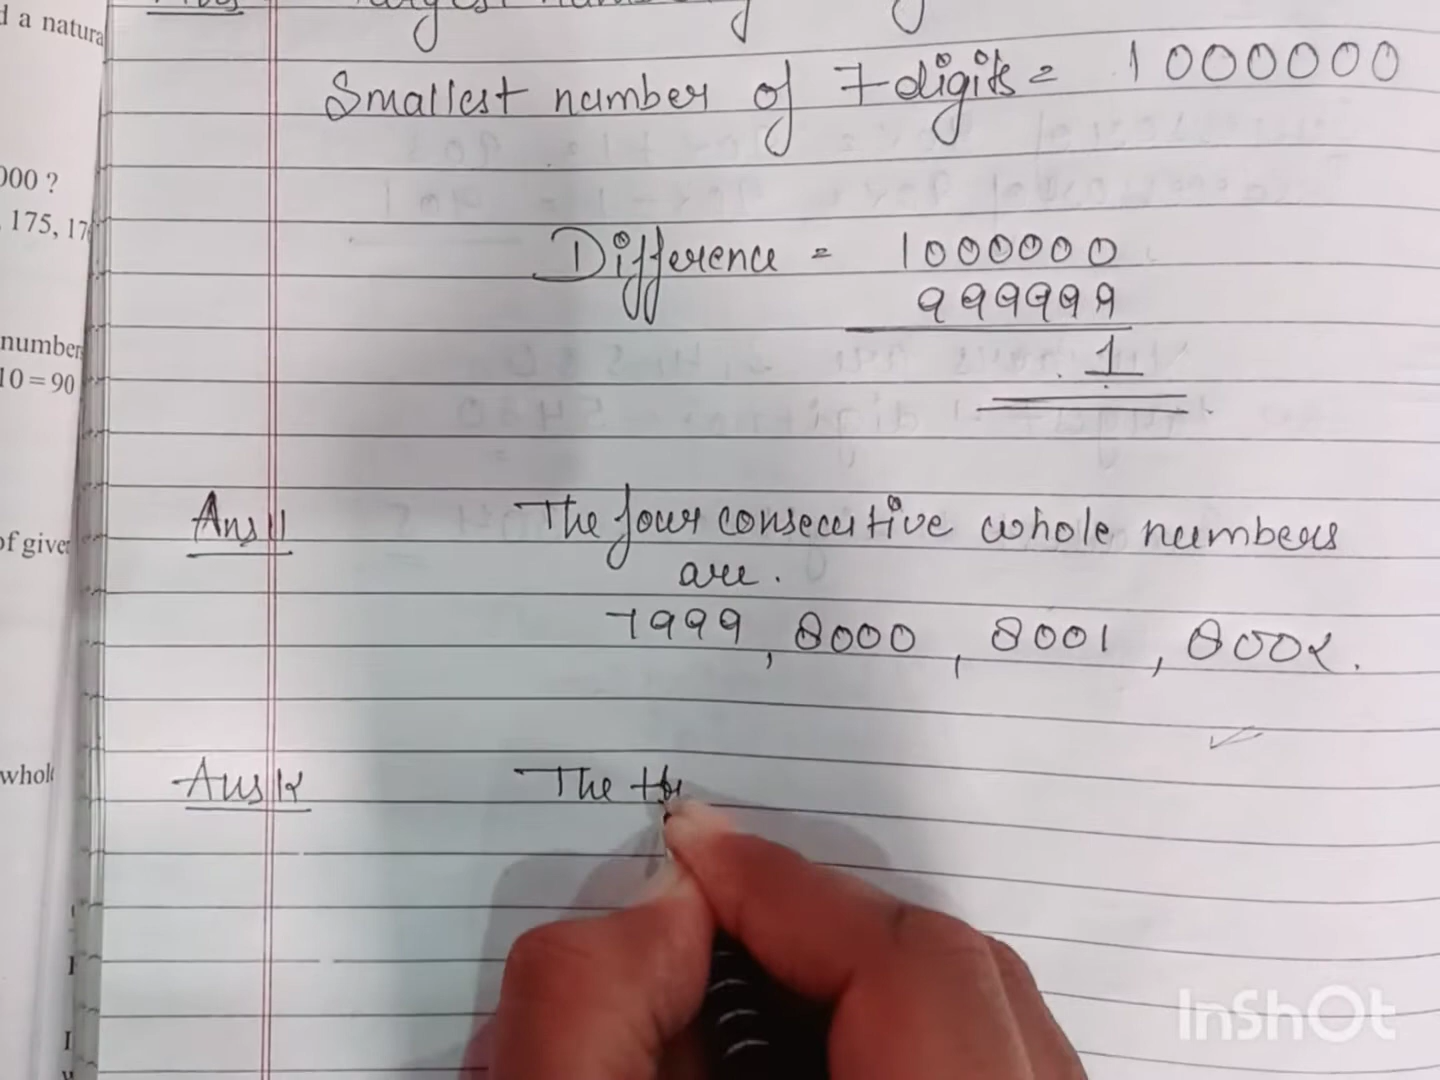 d a natura
Smallest number of 7 digits = 1000000
000 ?
, 175, 17
Difference = 1000000
999999
number
10 = 90
1
Ans 11 The four consecutive whole numbers
of give
are.
7999, 8000, 8001, 8002.
whole
Ans 12 The
InShOt